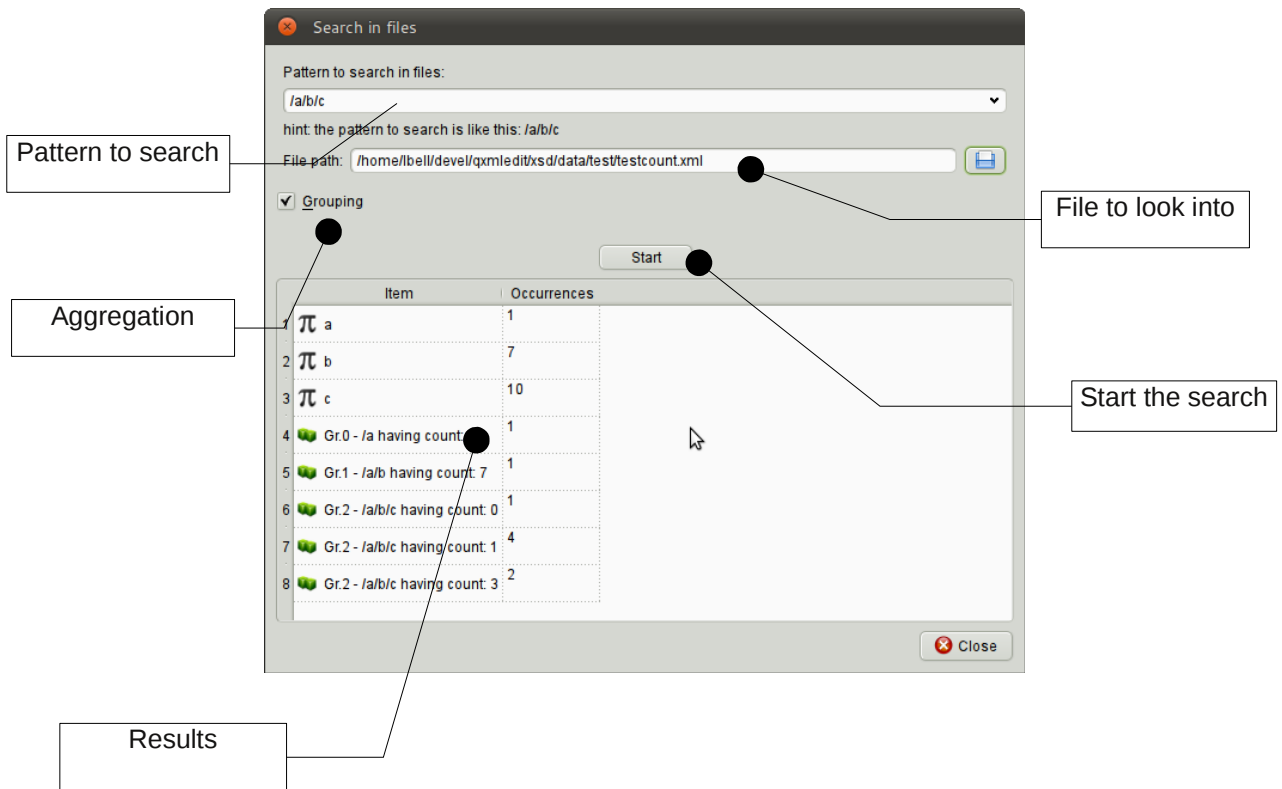 Search in files
Pattern to search in files:
/a/b/c
hint: the pattern to search is like this: /a/b/c
Pattern to search
File path: /home/lbell/devel/qxmledit/xsd/data/test/testcount.xml
Grouping
File to look into
Start
Item Occurrences
Aggregation
1 π a 1
2 π b 7
3 π c 10
Start the search
4 Gr.0 - /a having count: 1
5 Gr.1 - /a/b having count: 7 1
6 Gr.2 - /a/b/c having count: 0 1
7 Gr.2 - /a/b/c having count: 1 4
8 Gr.2 - /a/b/c having count: 3 2
Close
Results